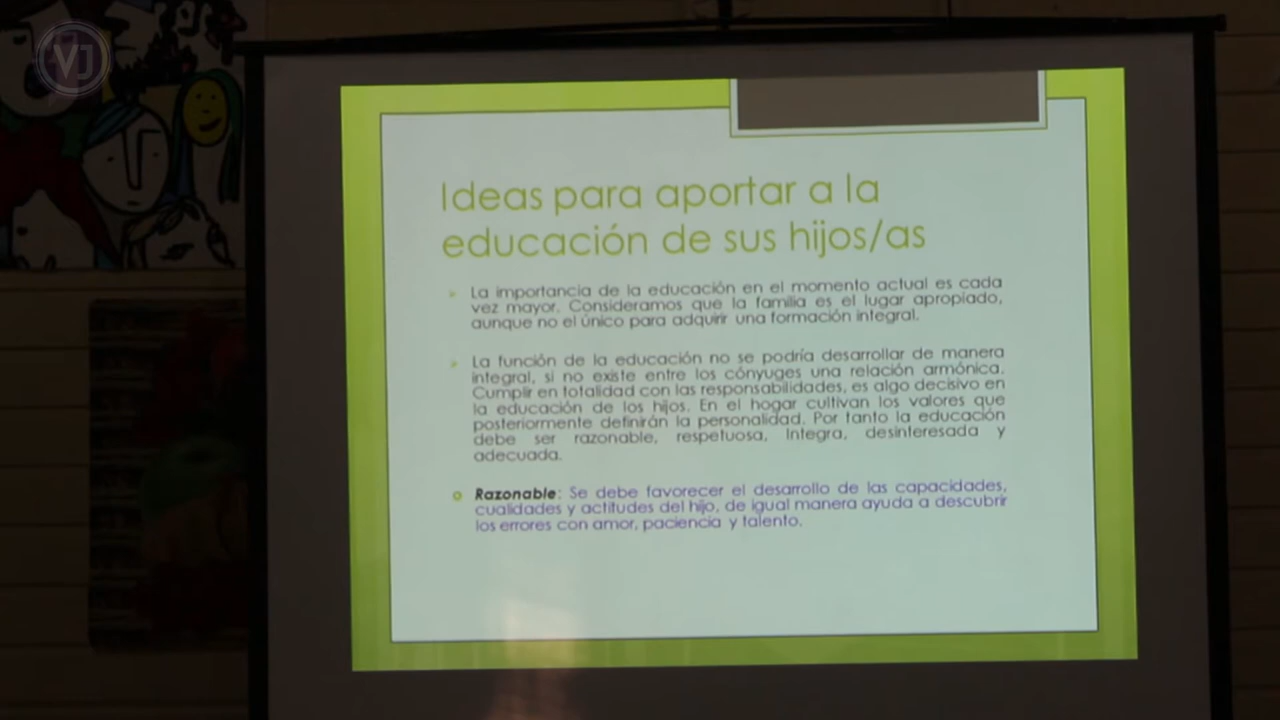 VJ
Ideas para aportar a la
educación de sus hijos/as
La importancia de la educación en el momento actual es cada
vez mayor. Consideramos que la familia es el lugar apropiado,
aunque no el único para adquirir una formación integral.
La función de la educación no se podría desarrollar de manera
integral, si no existe entre los cónyuges una relación armónica.
Cumplir en totalidad con las responsabilidades, es algo decisivo en
la educación de los hijos. En el hogar cultivan los valores que
posteriormente definirán la personalidad. Por tanto la educación
debe ser razonable, respetuosa, íntegra, desinteresada y
adecuada.
Razonable: Se debe favorecer el desarrollo de las capacidades,
cualidades y actitudes del hijo, de igual manera ayuda a descubrir
los errores con amor, paciencia y talento.